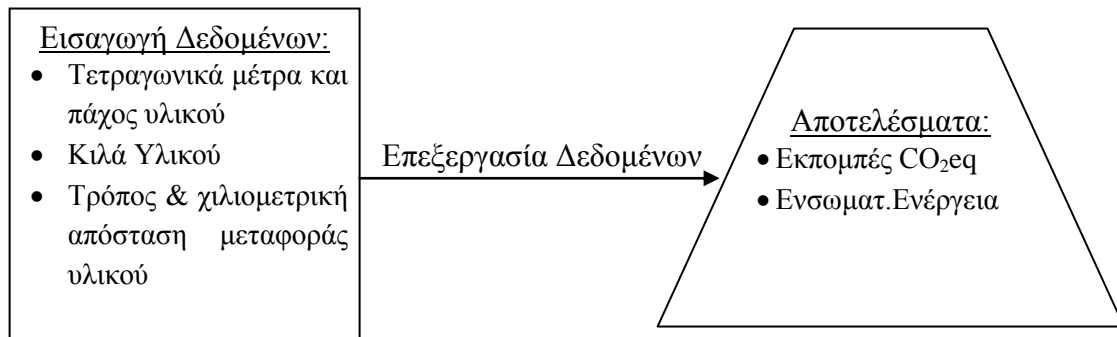 Εισαγωγή Δεδομένων:
• Τετραγωνικά μέτρα και
πάχος υλικού
• Κιλά Υλικού
• Τρόπος & χιλιομετρική
απόσταση μεταφοράς
υλικού
Επεξεργασία Δεδομένων
Αποτελέσματα:
• Εκπομπές CO₂eq
• Ενσωματ.Ενέργεια